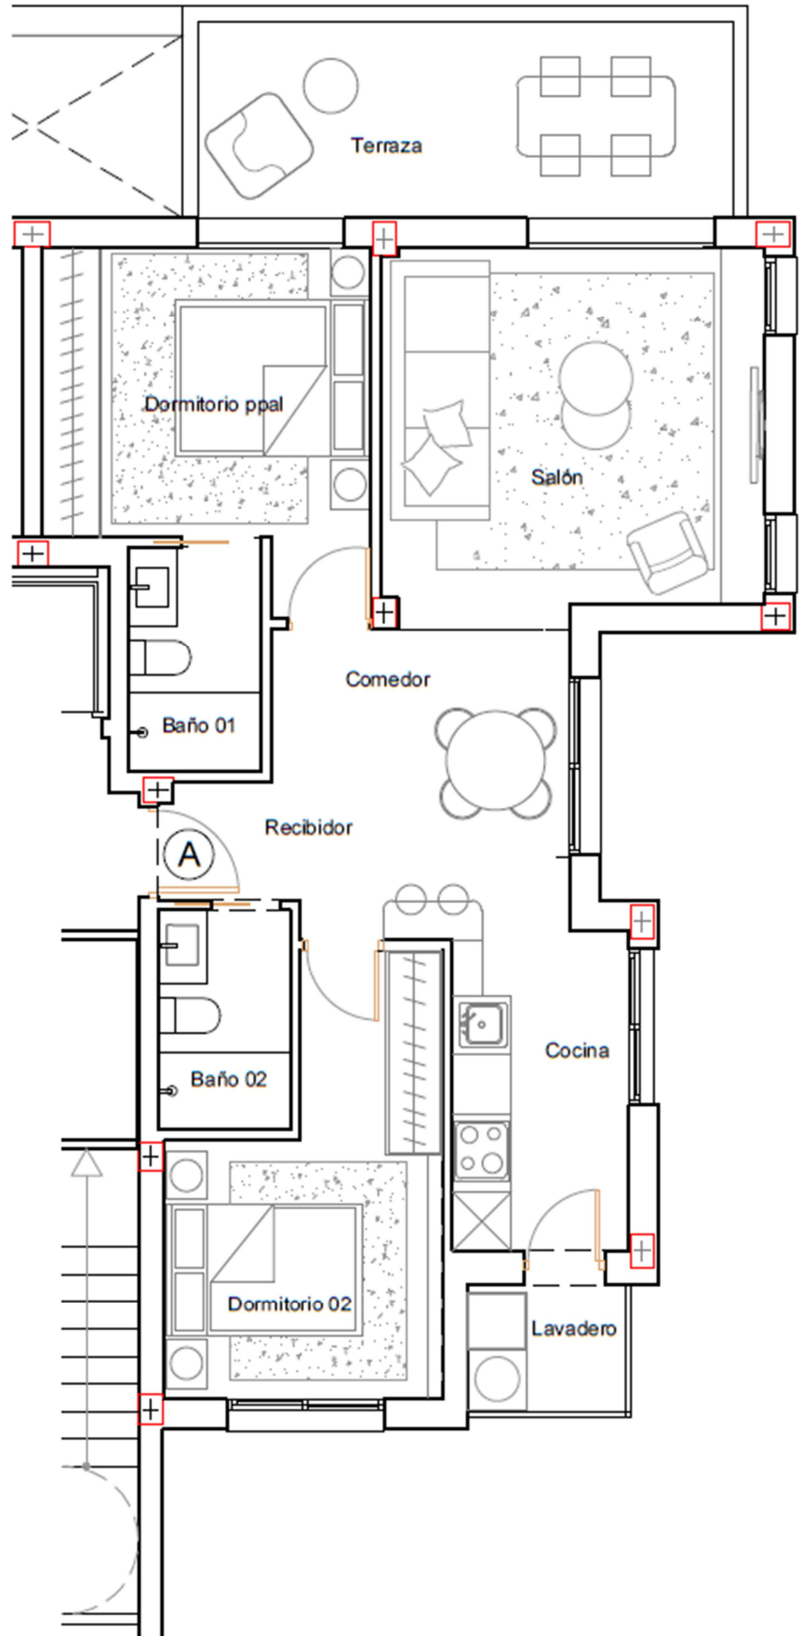 Terraza
Dormitorio ppal
Salón
Comedor
Baño 01
Recibidor
A
Cocina
Baño 02
Dormitorio 02
Lavadero